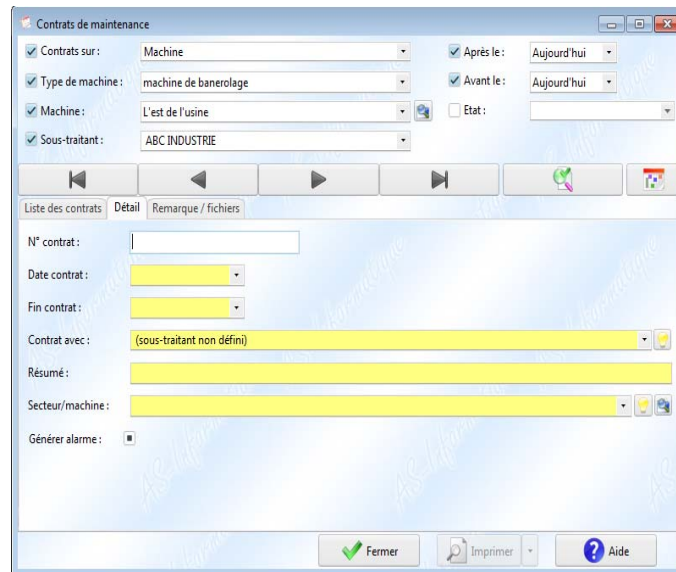 Contrats de maintenance
Contrats sur : Machine Après le : Aujourd'hui
Type de machine : machine de banerolage Avant le : Aujourd'hui
Machine : L'est de l'usine Etat :
Sous-traitant : ABC INDUSTRIE
Liste des contrats Détail Remarque / fichiers
N° contrat :
Date contrat :
Fin contrat :
Contrat avec : (sous-traitant non défini)
Résumé :
Secteur/machine :
Générer alarme :
Fermer Imprimer Aide